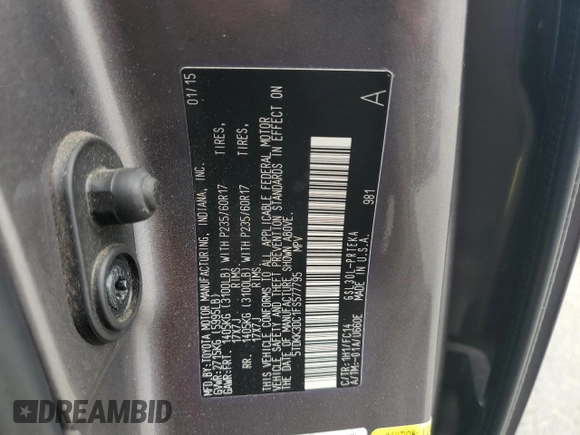 MFD. BY: TOYOTA MOTOR MANUFACTURING, INDIANA, INC. 01/15
GVWR: 2715KG (5985LB)
GAWR: FRT. 1405KG (3100LB) WITH P235/60R17 TIRES,
17X7J RIMS
RR. 1405KG (3100LB) WITH P235/60R17 TIRES,
17X7J RIMS
THIS VEHICLE CONFORMS TO ALL APPLICABLE FEDERAL MOTOR
VEHICLE SAFETY AND THEFT PREVENTION STANDARDS IN EFFECT ON
THE DATE OF MANUFACTURE SHOWN ABOVE.
5TDKK3DC1FS577795 MPV
A
981
C/TR: 1H1/FC14 GSL30L-PRTEKA
A/TM: -01A/U660E U.S.A.
MADE IN
AUTOBIDMASTER